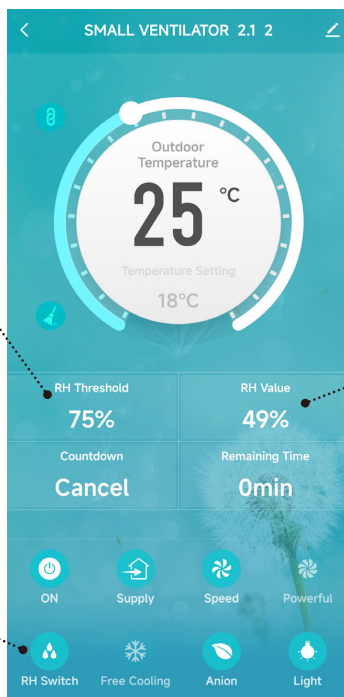 SMALL VENTILATOR 2.1 2
Outdoor
Temperature
25 °C
Temperature Setting
18°C
RH Threshold
RH Value
75%
49%
Countdown
Remaining Time
Cancel
0min
ON
Supply
Speed
Powerful
RH Switch
Free Cooling
Anion
Light